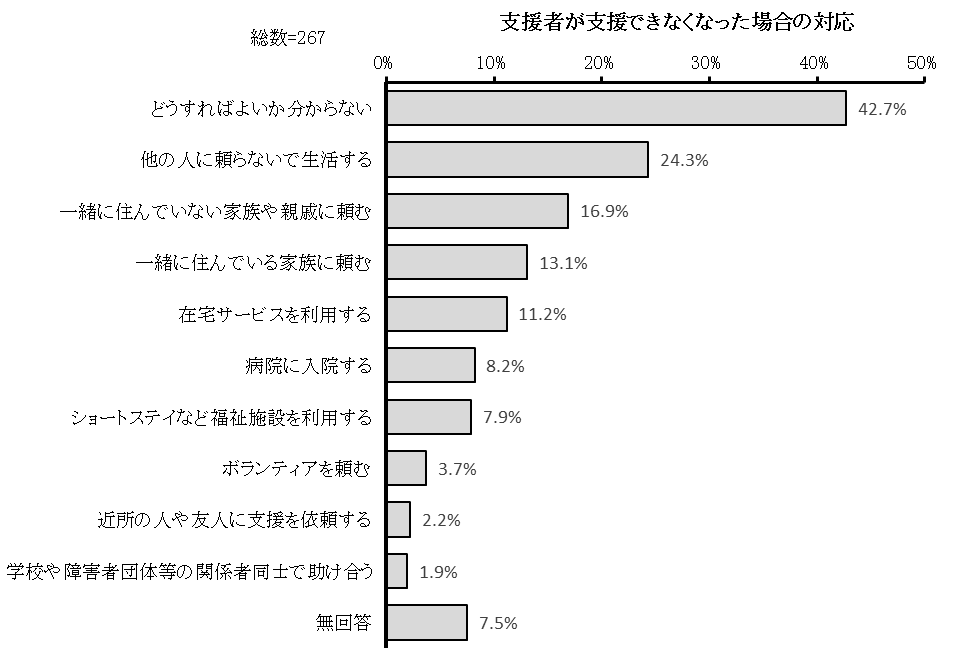 支援者が支援できなくなった場合の対応
総数=267
0% 10% 20% 30% 40% 50%
どうすればよいか分からない 42.7%
他の人に頼らないで生活する 24.3%
一緒に住んでいない家族や親戚に頼む 16.9%
一緒に住んでいる家族に頼む 13.1%
在宅サービスを利用する 11.2%
病院に入院する 8.2%
ショートステイなど福祉施設を利用する 7.9%
ボランティアを頼む 3.7%
近所の人や友人に支援を依頼する 2.2%
学校や障害者団体等の関係者同士で助け合う 1.9%
無回答 7.5%